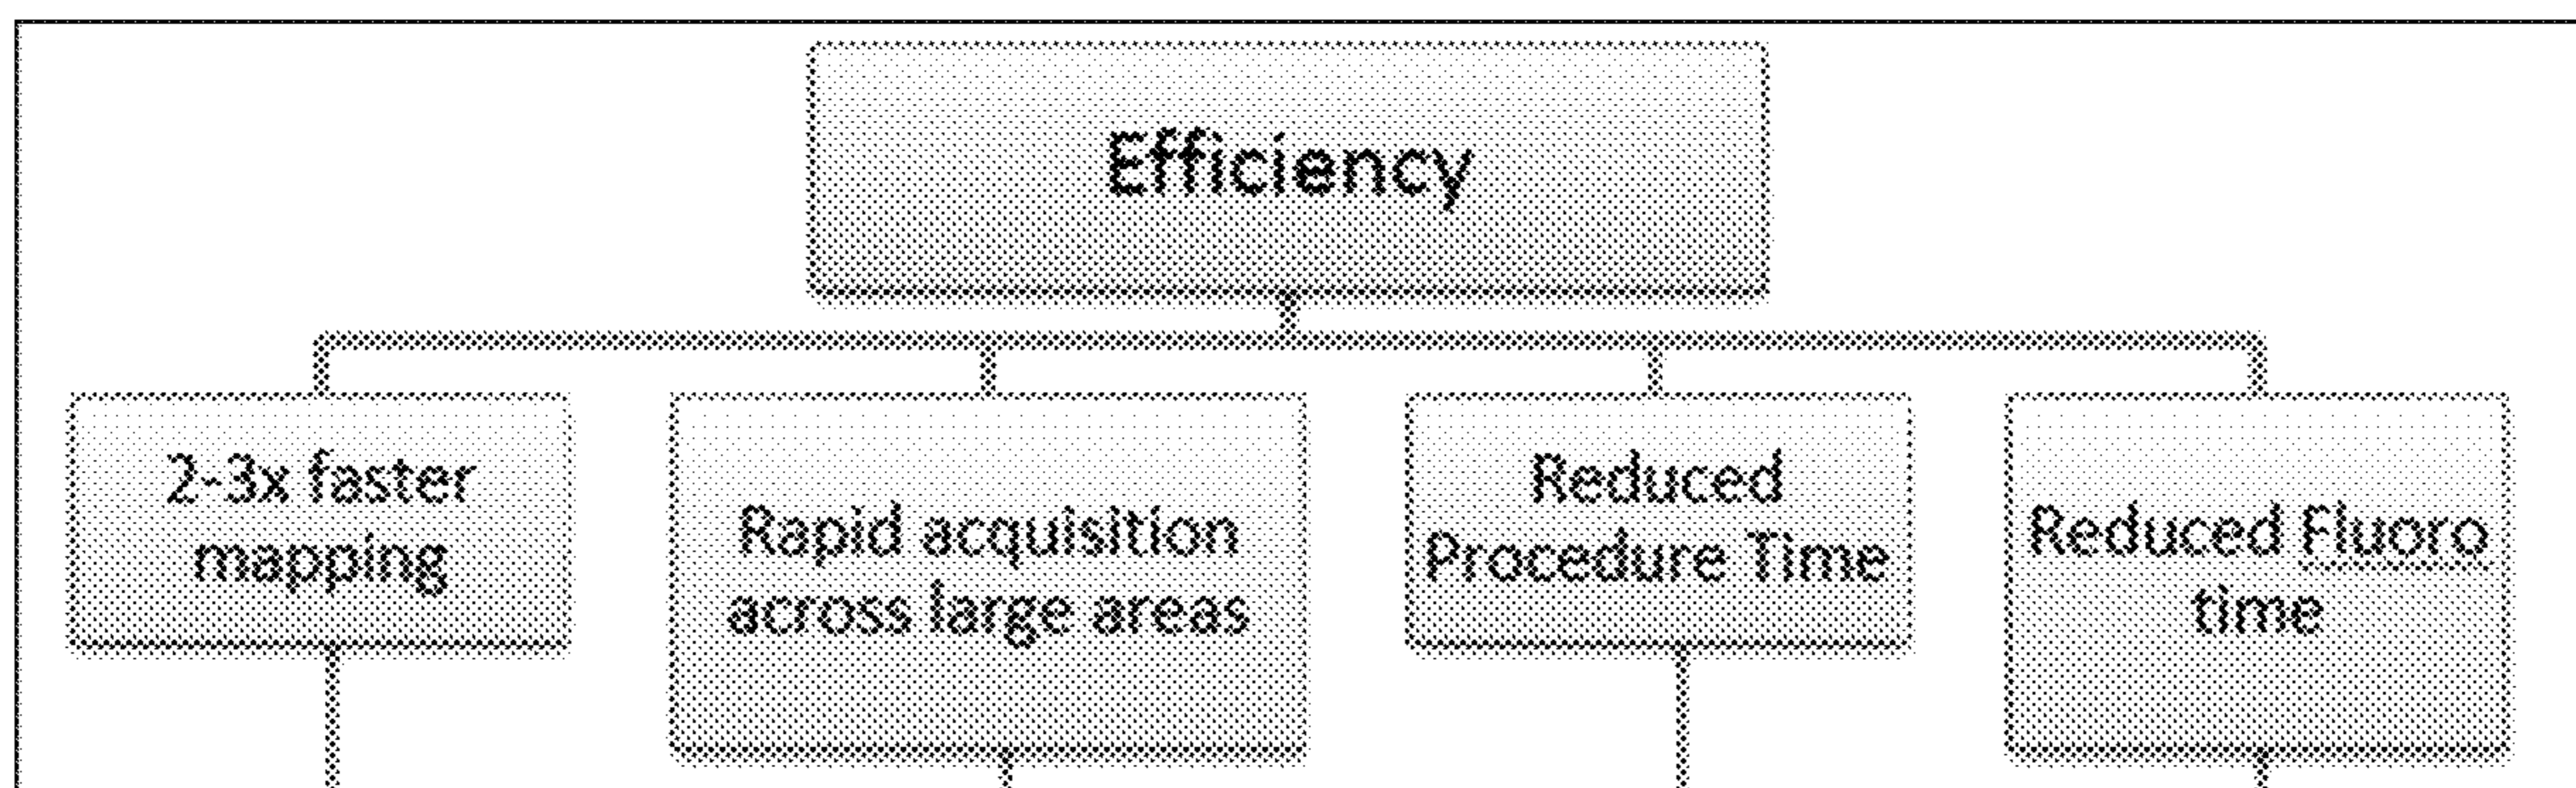 Efficiency
2-3x faster
mapping
Rapid acquisition
across large areas
Reduced
Procedure Time
Reduced Fluoro
time